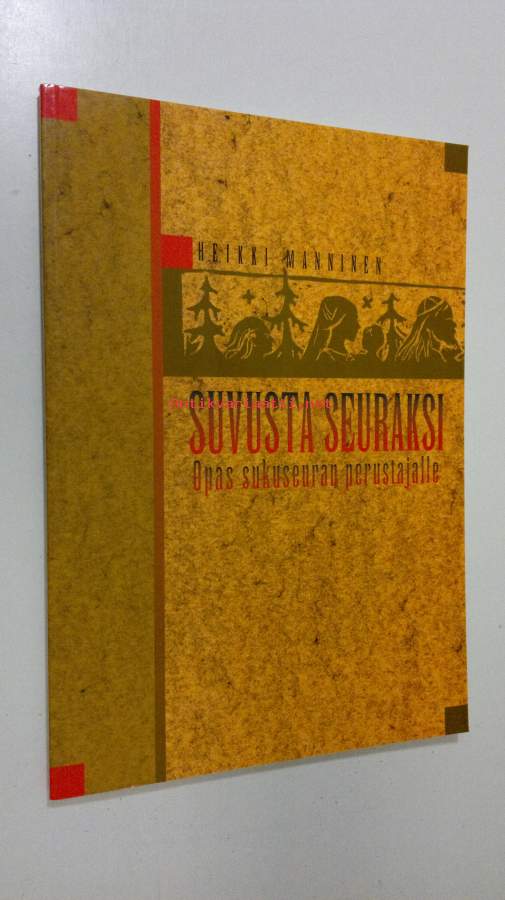 HEIKKI MANNINEN
SUVUSTA SEURAKSI
Opas sukuseuran perustajalle